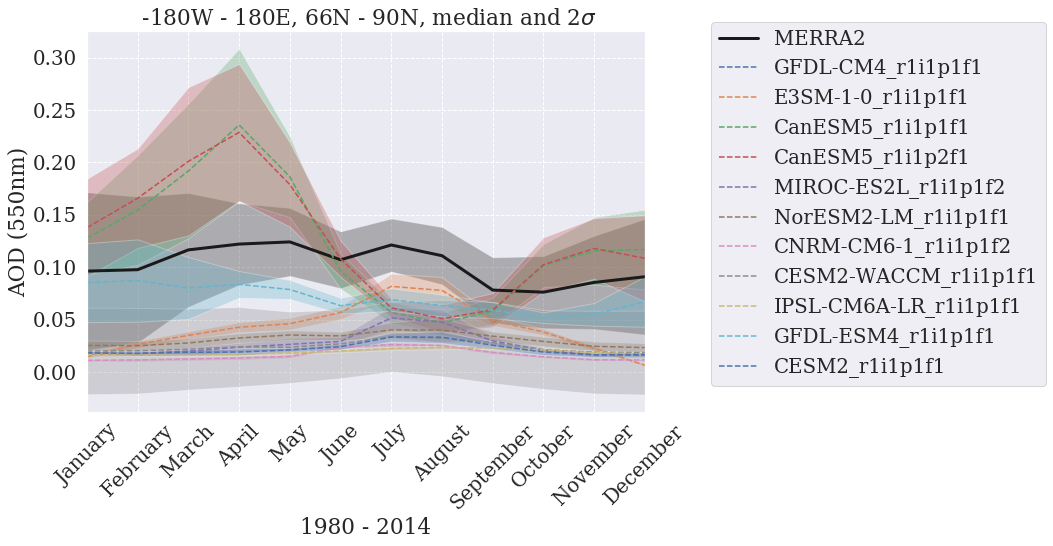 -180W - 180E, 66N - 90N, median and 2σ
AOD (550nm)
0.30
0.25
0.20
0.15
0.10
0.05
0.00
January
February
March
April
May
June
July
August
September
October
November
December
1980 - 2014
MERRA2
GFDL-CM4_r1i1p1f1
E3SM-1-0_r1i1p1f1
CanESM5_r1i1p1f1
CanESM5_r1i1p2f1
MIROC-ES2L_r1i1p1f2
NorESM2-LM_r1i1p1f1
CNRM-CM6-1_r1i1p1f2
CESM2-WACCM_r1i1p1f1
IPSL-CM6A-LR_r1i1p1f1
GFDL-ESM4_r1i1p1f1
CESM2_r1i1p1f1